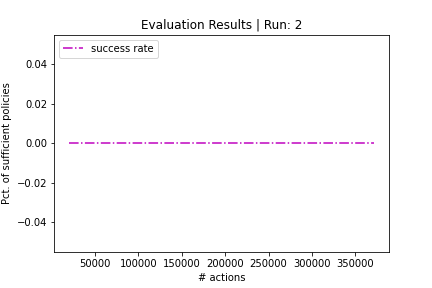 Evaluation Results | Run: 2
success rate
Pct. of sufficient policies
0.04
0.02
0.00
−0.02
−0.04
50000 100000 150000 200000 250000 300000 350000
# actions